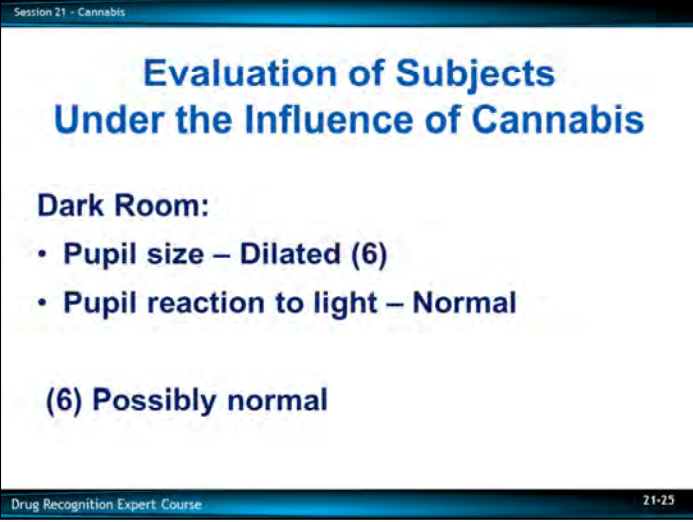 Session 21 - Cannabis
Evaluation of Subjects
Under the Influence of Cannabis
Dark Room:
• Pupil size – Dilated (6)
• Pupil reaction to light – Normal
(6) Possibly normal
Drug Recognition Expert Course
21-25